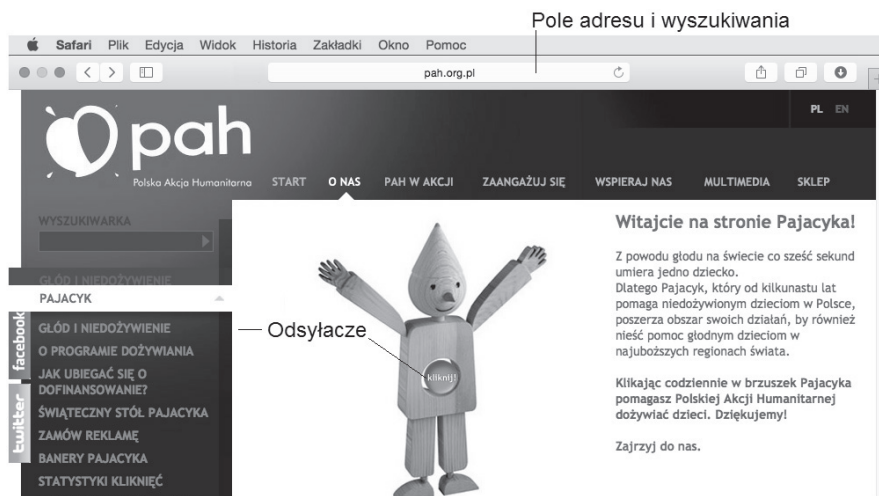 Pole adresu i wyszukiwania
Safari Plik Edycja Widok Historia Zakładki Okno Pomoc
pah.org.pl
PL EN
pah
Polska Akcja Humanitarna
START O NAS PAH W AKCJI ZAANGAŻUJ SIĘ WSPIERAJ NAS MULTIMEDIA SKLEP
WYSZUKIWARKA
GŁÓD I NIEDOŻYWIENIE
PAJACYK
GŁÓD I NIEDOŻYWIENIE
O PROGRAMIE DOŻYWIANIA
JAK UBIEGAĆ SIĘ O
DOFINANSOWANIE?
ŚWIĄTECZNY STÓŁ PAJACYKA
ZAMÓW REKLAMĘ
BANERY PAJACYKA
STATYSTYKI KLIKNIĘĆ
facebook
twitter
Odsyłacze
kliknij!
Witajcie na stronie Pajacyka!
Z powodu głodu na świecie co sześć sekund
umiera jedno dziecko.
Dlatego Pajacyk, który od kilkunastu lat
pomaga niedożywionym dzieciom w Polsce,
poszerza obszar swoich działań, by również
nieść pomoc głodnym dzieciom w
najuboższych regionach świata.
Klikając codziennie w brzuszek Pajacyka
pomagasz Polskiej Akcji Humanitarnej
dożywiać dzieci. Dziękujemy!
Zajrzyj do nas.